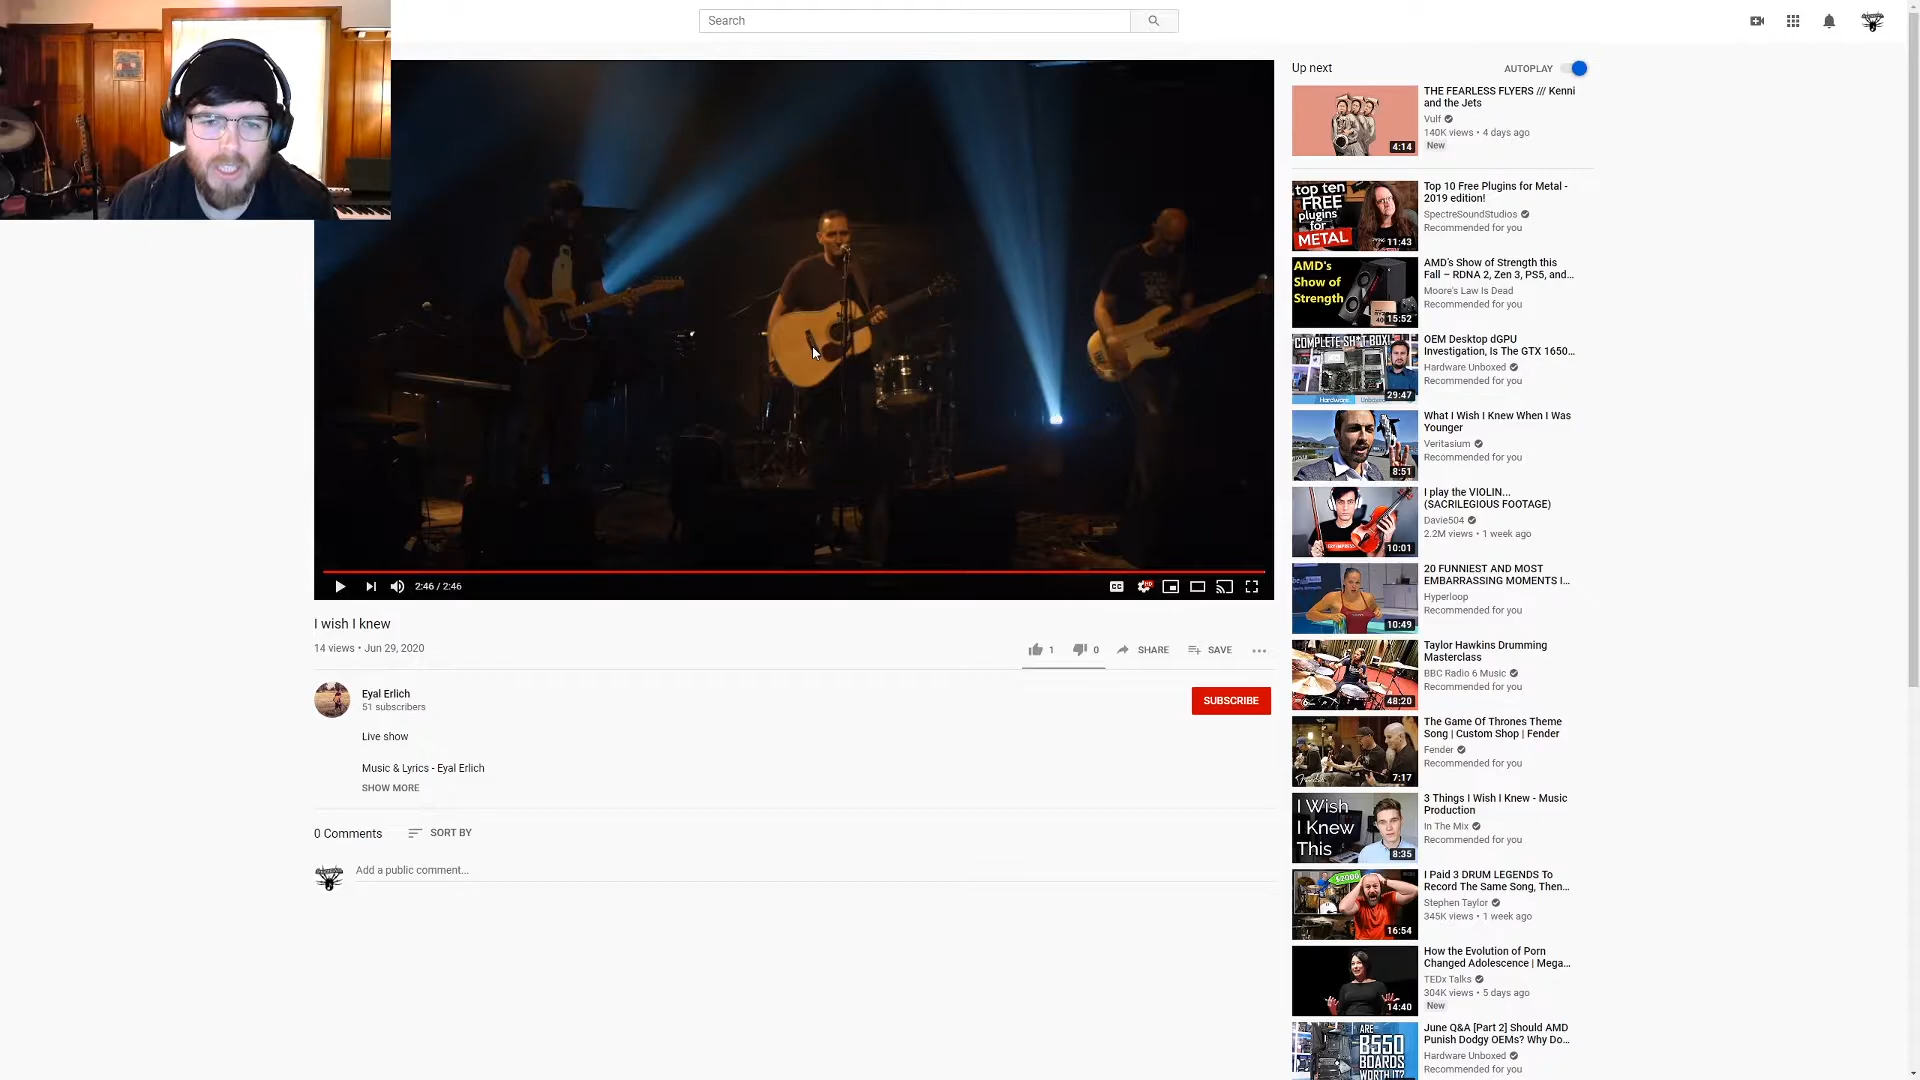 Search
2:46 / 2:46
CC
HD
I wish I knew
14 views • Jun 29, 2020
1
0
SHARE
SAVE
Eyal Erlich
51 subscribers
SUBSCRIBE
Live show
Music & Lyrics - Eyal Erlich
SHOW MORE
0 Comments
SORT BY
Add a public comment...
Up next
AUTOPLAY
4:14
THE FEARLESS FLYERS /// Kenni
and the Jets
Vulf
140K views • 4 days ago
New
top ten
FREE
plugins
for
METAL
11:43
Top 10 Free Plugins for Metal -
2019 edition!
SpectreSoundStudios
Recommended for you
AMD's
Show of
Strength
15:52
AMD's Show of Strength this
Fall – RDNA 2, Zen 3, PS5, and...
Moore's Law Is Dead
Recommended for you
COMPLETE SH*T BOX!
Hardware Unboxed
29:47
OEM Desktop dGPU
Investigation, Is The GTX 1650...
Hardware Unboxed
Recommended for you
8:51
What I Wish I Knew When I Was
Younger
Veritasium
Recommended for you
10:01
I play the VIOLIN...
(SACRILEGIOUS FOOTAGE)
Davie504
2.2M views • 1 week ago
10:49
20 FUNNIEST AND MOST
EMBARRASSING MOMENTS I...
Hyperloop
Recommended for you
48:20
Taylor Hawkins Drumming
Masterclass
BBC Radio 6 Music
Recommended for you
7:17
The Game Of Thrones Theme
Song | Custom Shop | Fender
Fender
Recommended for you
I Wish
I Knew
This
8:35
3 Things I Wish I Knew - Music
Production
In The Mix
Recommended for you
$2000
16:54
I Paid 3 DRUM LEGENDS To
Record The Same Song, Then...
Stephen Taylor
345K views • 1 week ago
14:40
How the Evolution of Porn
Changed Adolescence | Mega...
TEDx Talks
304K views • 5 days ago
New
ARE
B550
BOARDS
WORTH IT?
June Q&A [Part 2] Should AMD
Punish Dodgy OEMs? Why Do...
Hardware Unboxed
Recommended for you